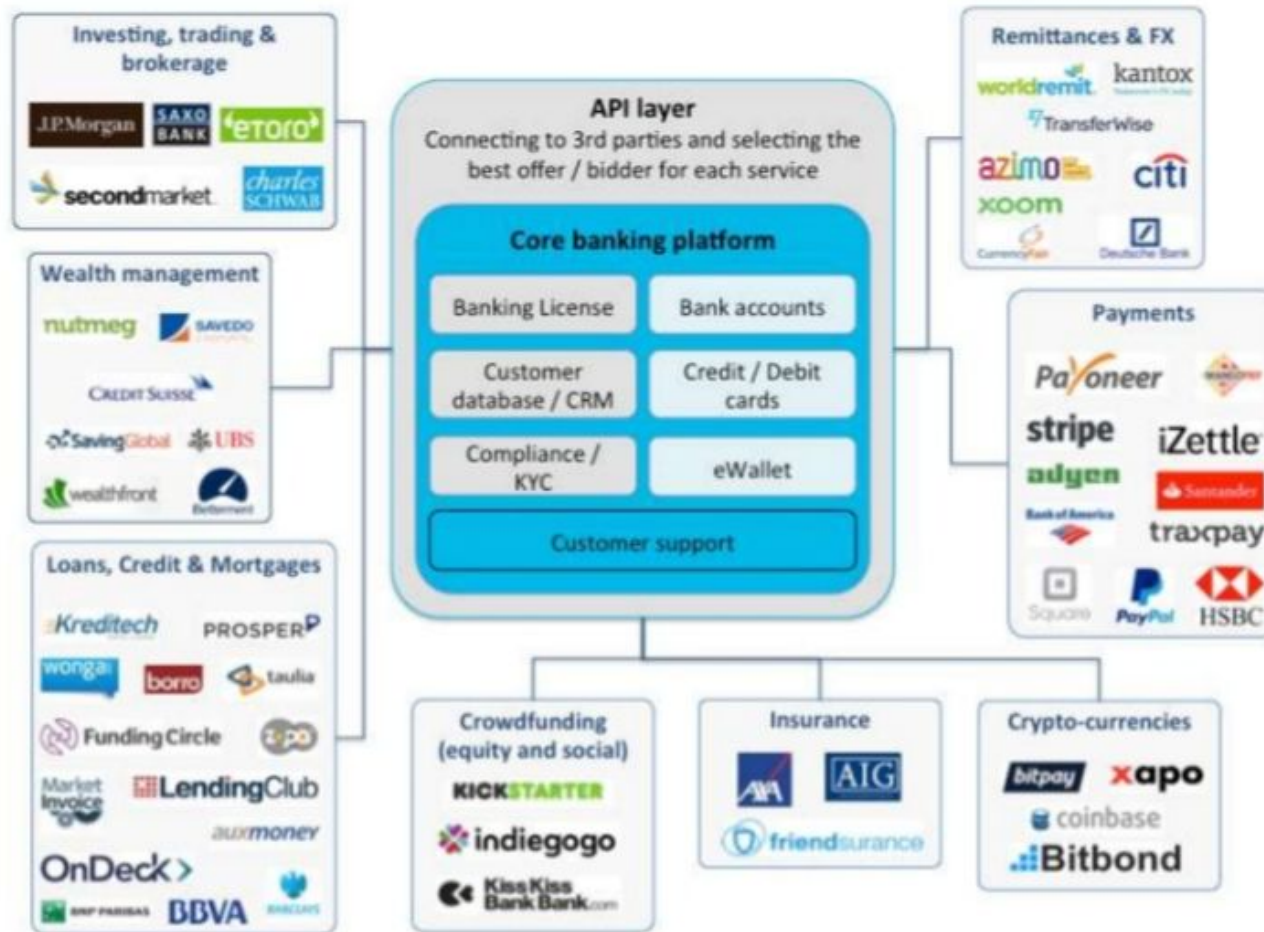 Investing, trading &
brokerage
J.P.Morgan
SAXO
BANK
eTORO
secondmarket
charles
SCHWAB
Wealth management
nutmeg
SAVEDO
CREDIT SUISSE
SavingGlobal
UBS
wealthfront
Betterment
Loans, Credit & Mortgages
Kreditech
PROSPER
wonga
borro
taulia
Funding Circle
Market
Invoice
LendingClub
auxmoney
OnDeck
BNP PARIBAS
BBVA
BARCLAYS
API layer
Connecting to 3rd parties and selecting the
best offer / bidder for each service
Core banking platform
Banking License
Bank accounts
Customer
database / CRM
Credit / Debit
cards
Compliance /
KYC
eWallet
Customer support
Crowdfunding
(equity and social)
KICKSTARTER
indiegogo
KissKiss
BankBank.com
Insurance
AXA
AIG
friendsurance
Crypto-currencies
bitpay
xapo
coinbase
Bitbond
Remittances & FX
worldremit
kantox
TransferWise
azimo
citi
xoom
CurrencyFair
Deutsche Bank
Payments
Payoneer
stripe
iZettle
adyen
Santander
Bank of America
traxpay
Square
PayPal
HSBC